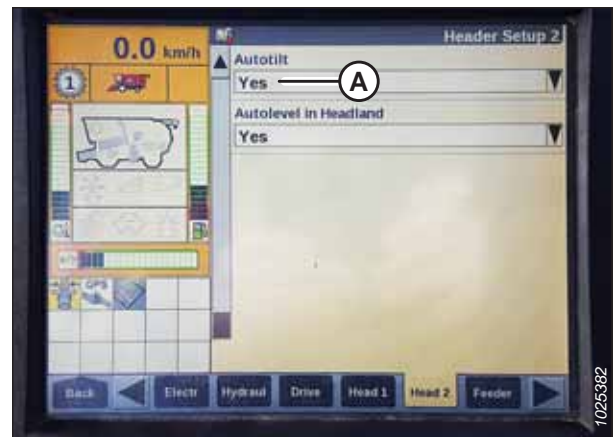 0.0 km/h
Header Setup 2
1
Autotilt
Yes
A
Autolevel in Headland
Yes
GPS
Back
Electr
Hydraul
Drive
Head 1
Head 2
Feeder
1025382